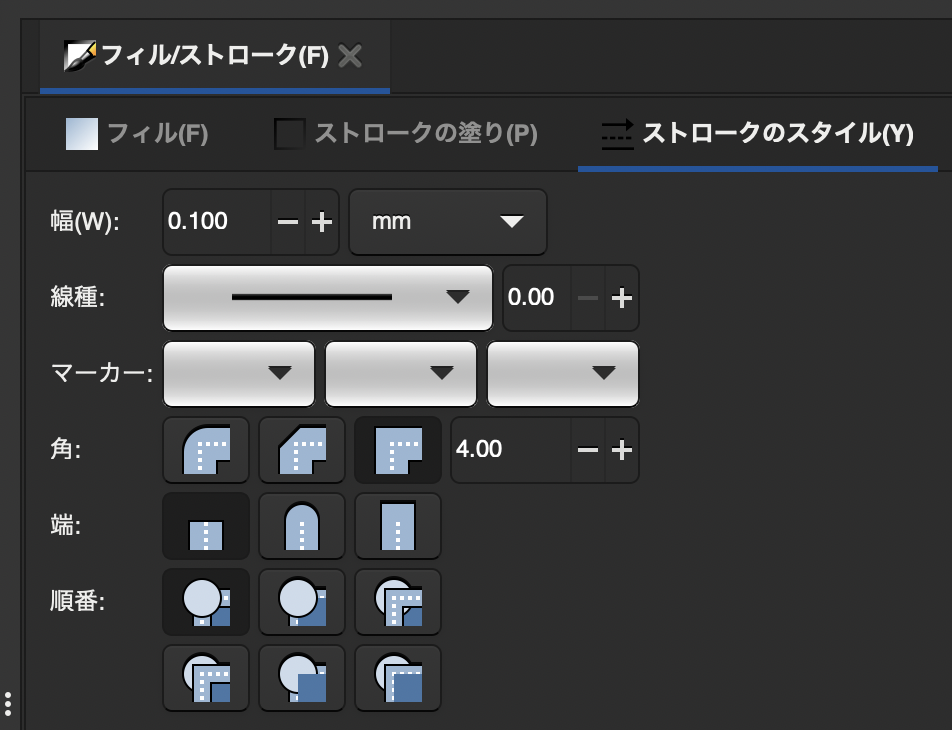 フィル/ストローク(F)
フィル(F) ストロークの塗り(P) ストロークのスタイル(Y)
幅(W): 0.100 mm
線種: 0.00
マーカー:
角: 4.00
端:
順番: